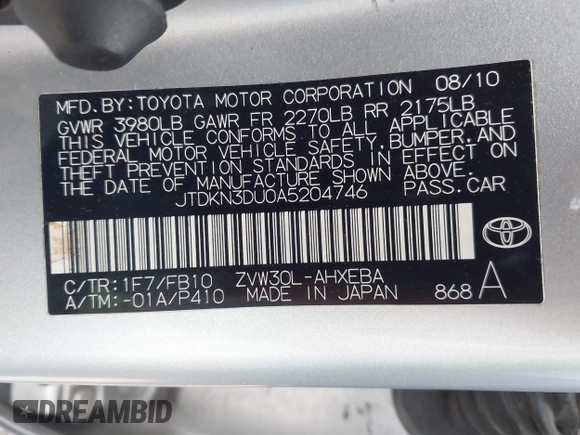 MFD.BY:TOYOTA MOTOR CORPORATION 08/10
GVWR 3980LB GAWR FR 2270LB RR 2175LB
THIS VEHICLE CONFORMS TO ALL APPLICABLE
FEDERAL MOTOR VEHICLE SAFETY,BUMPER,AND
THEFT PREVENTION STANDARDS IN EFFECT ON
THE DATE OF MANUFACTURE SHOWN ABOVE.
JTDKN3DU0A5204746 PASS.CAR
C/TR:1F7/FB10 ZVW30L-AHXEBA
A/TM:-01A/P410 MADE IN JAPAN 868 A
DREAMBID